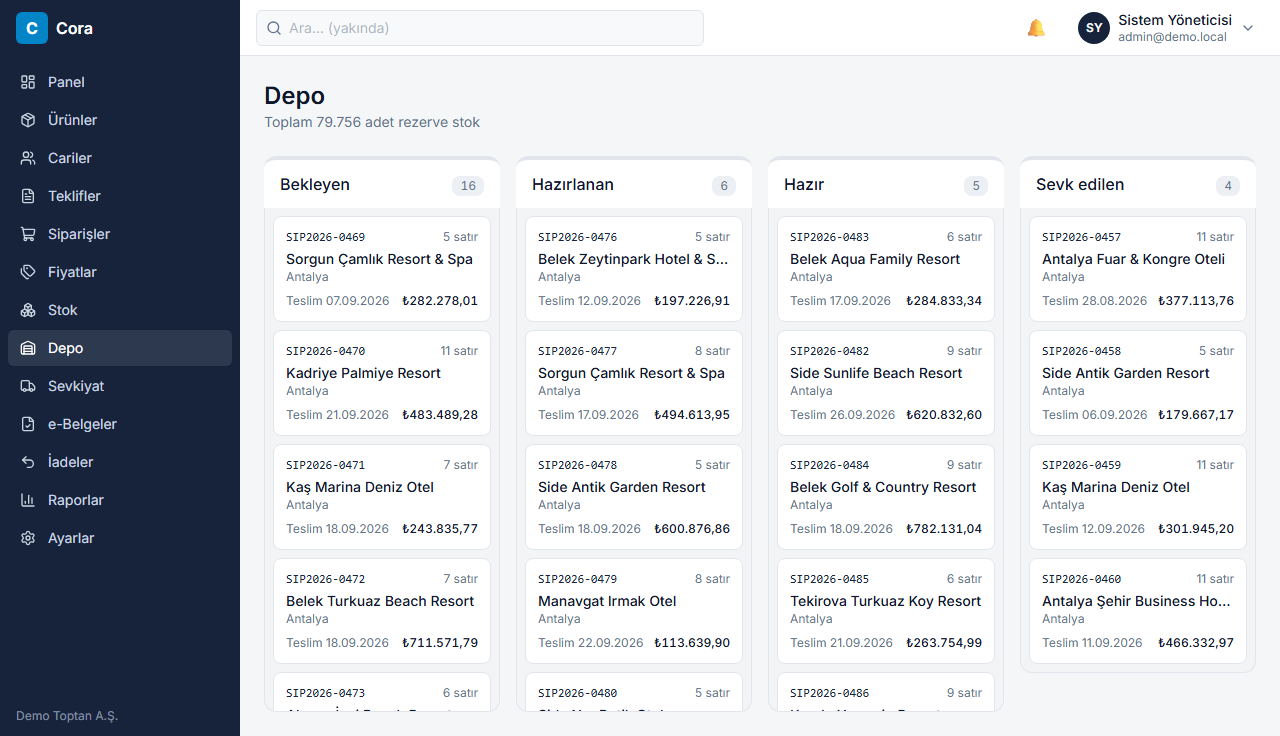 C Cora
Panel
Ürünler
Cariler
Teklifler
Siparişler
Fiyatlar
Stok
Depo
Sevkiyat
e-Belgeler
İadeler
Raporlar
Ayarlar
Demo Toptan A.Ş.
Ara... (yakında)
SY
Sistem Yöneticisi
admin@demo.local
Depo
Toplam 79.756 adet rezerve stok
Bekleyen 16
SIP2026-0469 5 satır
Sorgun Çamlık Resort & Spa
Antalya
Teslim 07.09.2026 ₺282.278,01
SIP2026-0470 11 satır
Kadriye Palmiye Resort
Antalya
Teslim 21.09.2026 ₺483.489,28
SIP2026-0471 7 satır
Kaş Marina Deniz Otel
Antalya
Teslim 18.09.2026 ₺243.835,77
SIP2026-0472 7 satır
Belek Turkuaz Beach Resort
Antalya
Teslim 18.09.2026 ₺711.571,79
SIP2026-0473 6 satır
Hazırlanan 6
SIP2026-0476 5 satır
Belek Zeytinpark Hotel & S...
Antalya
Teslim 12.09.2026 ₺197.226,91
SIP2026-0477 8 satır
Sorgun Çamlık Resort & Spa
Antalya
Teslim 17.09.2026 ₺494.613,95
SIP2026-0478 5 satır
Side Antik Garden Resort
Antalya
Teslim 18.09.2026 ₺600.876,86
SIP2026-0479 8 satır
Manavgat Irmak Otel
Antalya
Teslim 22.09.2026 ₺113.639,90
SIP2026-0480 5 satır
Hazır 5
SIP2026-0483 6 satır
Belek Aqua Family Resort
Antalya
Teslim 17.09.2026 ₺284.833,34
SIP2026-0482 9 satır
Side Sunlife Beach Resort
Antalya
Teslim 26.09.2026 ₺620.832,60
SIP2026-0484 9 satır
Belek Golf & Country Resort
Antalya
Teslim 18.09.2026 ₺782.131,04
SIP2026-0485 6 satır
Tekirova Turkuaz Koy Resort
Antalya
Teslim 21.09.2026 ₺263.754,99
SIP2026-0486 9 satır
Sevk edilen 4
SIP2026-0457 11 satır
Antalya Fuar & Kongre Oteli
Antalya
Teslim 28.08.2026 ₺377.113,76
SIP2026-0458 5 satır
Side Antik Garden Resort
Antalya
Teslim 06.09.2026 ₺179.667,17
SIP2026-0459 11 satır
Kaş Marina Deniz Otel
Antalya
Teslim 12.09.2026 ₺301.945,20
SIP2026-0460 11 satır
Antalya Şehir Business Ho...
Antalya
Teslim 11.09.2026 ₺466.332,97